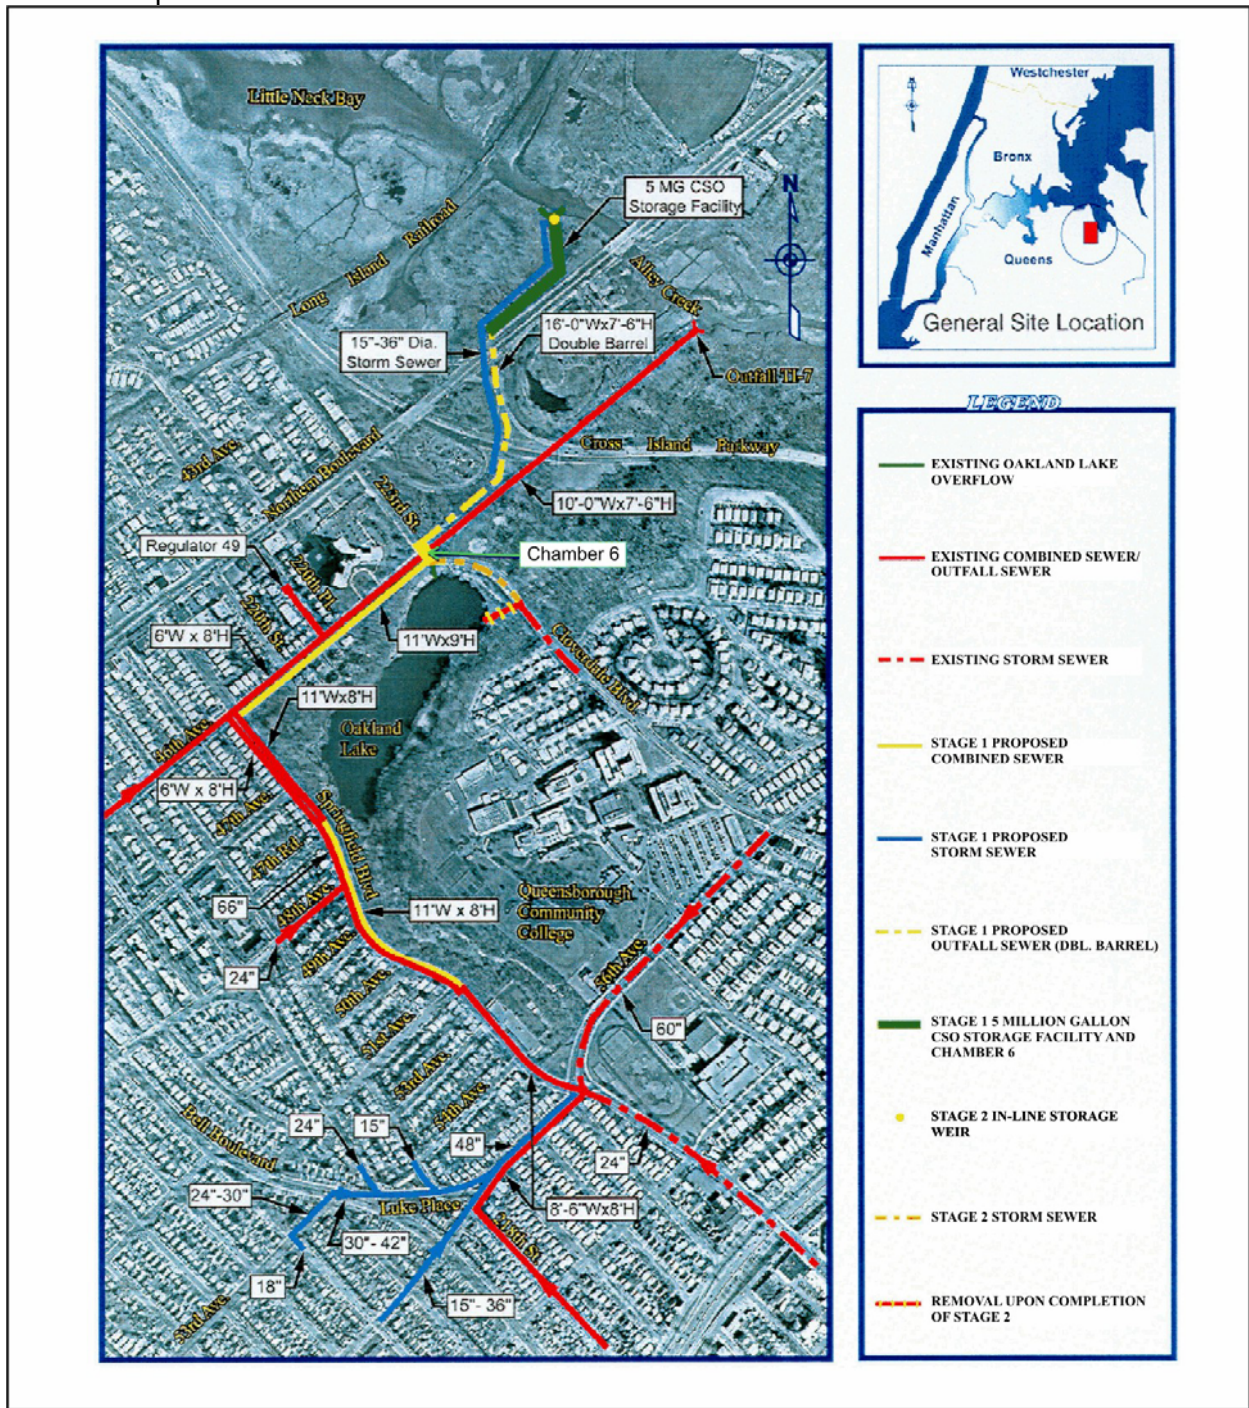 Little Neck Bay
5 MG CSO
Storage Facility
N
Long Island Railroad
Alley Creek
16'-0"Wx7'-6"H
Double Barrel
15"-36" Dia.
Storm Sewer
Outfall TI-7
43rd Ave.
Northern Boulevard
Cross Island Parkway
223rd St.
10'-0"Wx7'-6"H
Regulator 49
Chamber 6
220th Pl.
220th St.
6'W x 8'H
11'Wx9'H
Cloverdale Blvd.
11'Wx8'H
46th Ave.
Oakland
Lake
6'W x 8'H
47th Ave.
Springfield Blvd
47th Rd.
66"
48th Ave.
11'W x 8'H
Queensborough
Community
College
24"
49th Ave.
56th Ave.
50th Ave.
60"
51st Ave.
53rd Ave.
54th Ave.
Bell Boulevard
24"
15"
48"
24"
24"-30"
Luke Place
8'-6"Wx8'H
30"- 42"
218th St.
18"
15"- 36"
53rd Ave.
Westchester
N
Bronx
Manhattan
Queens
General Site Location
LEGEND
EXISTING OAKLAND LAKE
OVERFLOW
EXISTING COMBINED SEWER/
OUTFALL SEWER
EXISTING STORM SEWER
STAGE 1 PROPOSED
COMBINED SEWER
STAGE 1 PROPOSED
STORM SEWER
STAGE 1 PROPOSED
OUTFALL SEWER (DBL. BARREL)
STAGE 1 5 MILLION GALLON
CSO STORAGE FACILITY AND
CHAMBER 6
STAGE 2 IN-LINE STORAGE
WEIR
STAGE 2 STORM SEWER
REMOVAL UPON COMPLETION
OF STAGE 2